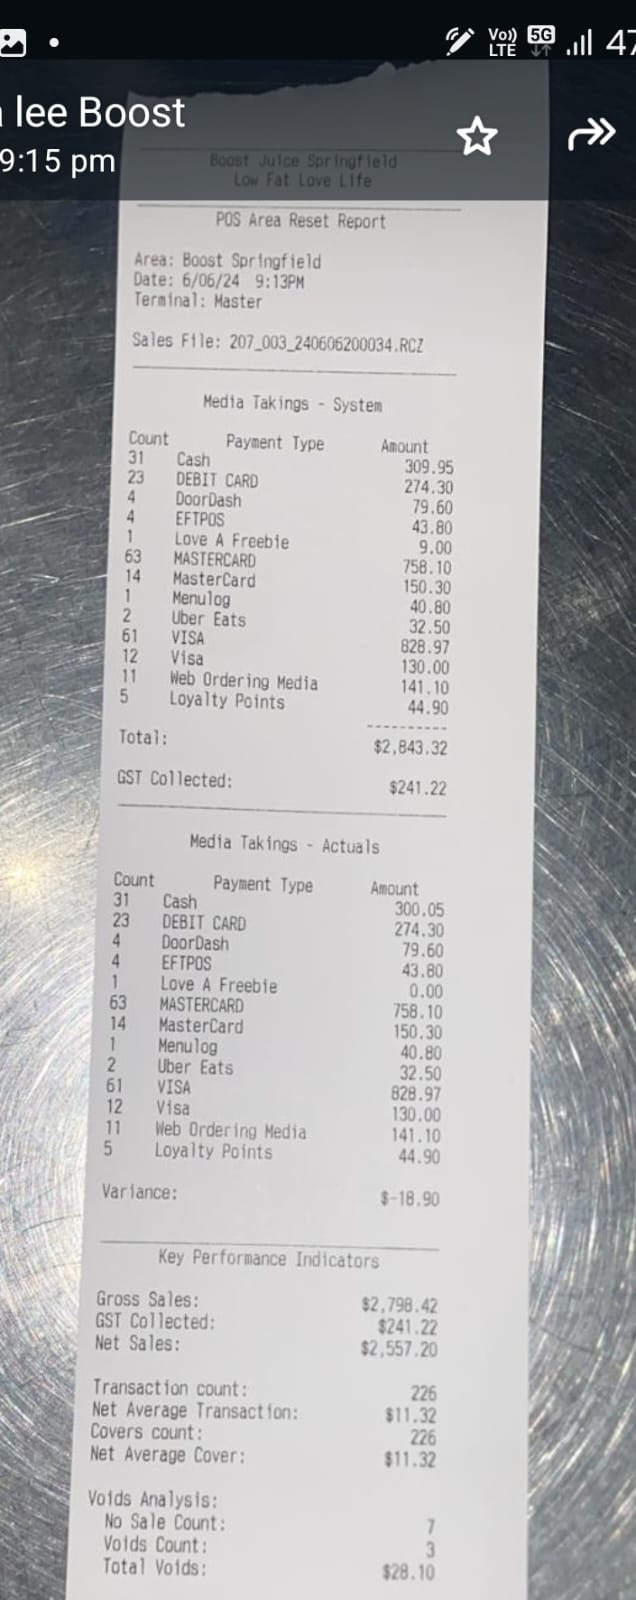 Vo)) 5G
LTE 47
lee Boost
9:15 pm
Boost Juice Springfield
Low Fat Love Life
POS Area Reset Report
Area: Boost Springfield
Date: 6/06/24 9:13PM
Terminal: Master
Sales File: 207_003_240606200034.RCZ
Media Takings - System
Count Payment Type Amount
31 Cash 309.95
23 DEBIT CARD 274.30
4 DoorDash 79.60
4 EFTPOS 43.80
1 Love A Freebie 9.00
63 MASTERCARD 758.10
14 MasterCard 150.30
1 Menulog 40.80
2 Uber Eats 32.50
61 VISA 828.97
12 Visa 130.00
11 Web Ordering Media 141.10
5 Loyalty Points 44.90
Total: $2,843.32
GST Collected: $241.22
Media Takings - Actuals
Count Payment Type Amount
31 Cash 300.05
23 DEBIT CARD 274.30
4 DoorDash 79.60
4 EFTPOS 43.80
1 Love A Freebie 0.00
63 MASTERCARD 758.10
14 MasterCard 150.30
1 Menulog 40.80
2 Uber Eats 32.50
61 VISA 828.97
12 Visa 130.00
11 Web Ordering Media 141.10
5 Loyalty Points 44.90
Variance: $-18.90
Key Performance Indicators
Gross Sales: $2,798.42
GST Collected: $241.22
Net Sales: $2,557.20
Transaction count: 226
Net Average Transaction: $11.32
Covers count: 226
Net Average Cover: $11.32
Voids Analysis:
No Sale Count: 7
Voids Count: 3
Total Voids: $28.10